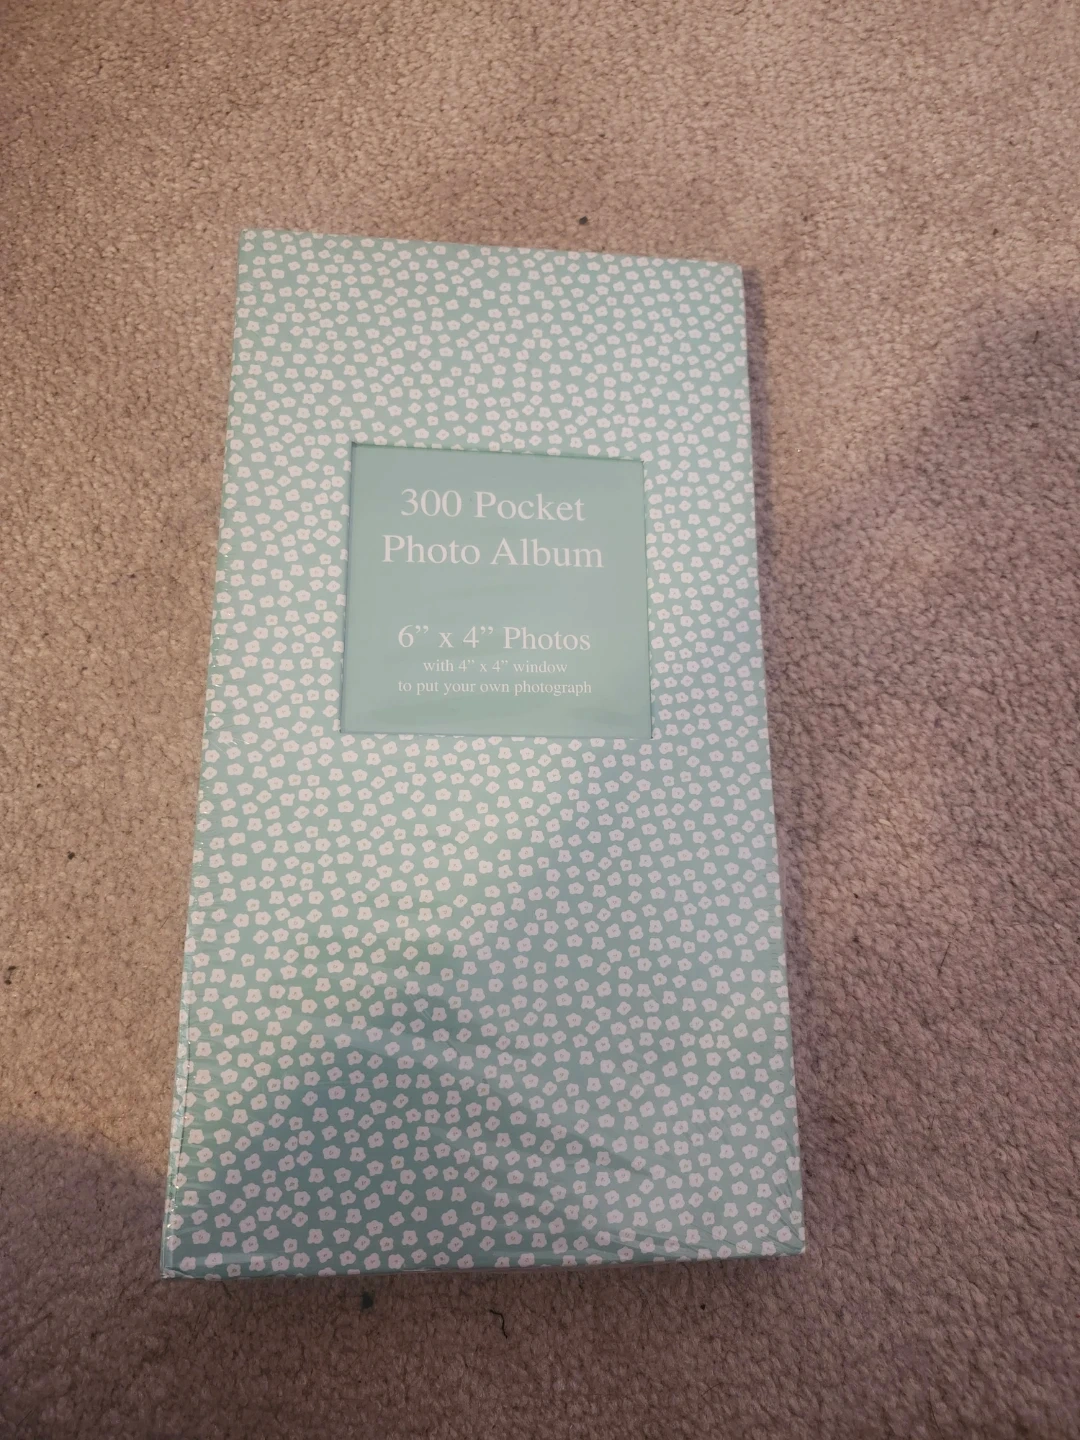 300 Pocket
Photo Album
6” x 4” Photos
with 4” x 4” window
to put your own photograph